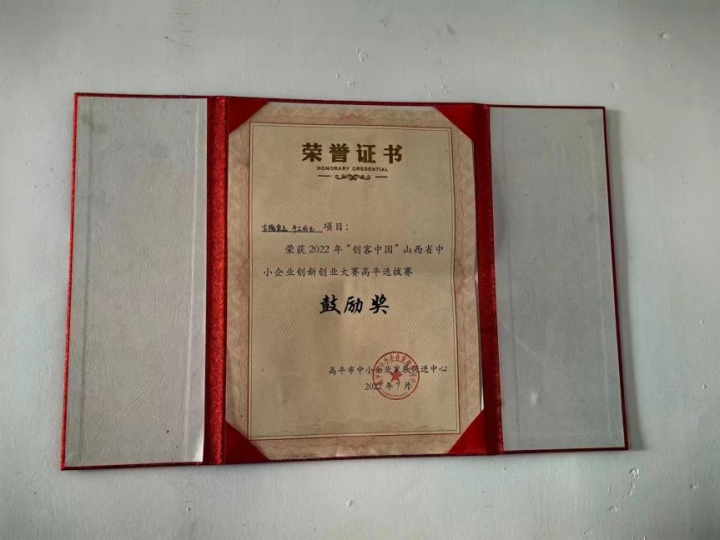 荣誉证书
HONORARY CREDENTIAL
项目：
荣获2022年“创客中国”山西省中
小企业创新创业大赛高平选拔赛
鼓励奖
高平市中小企业发展促进中心
2022年7月